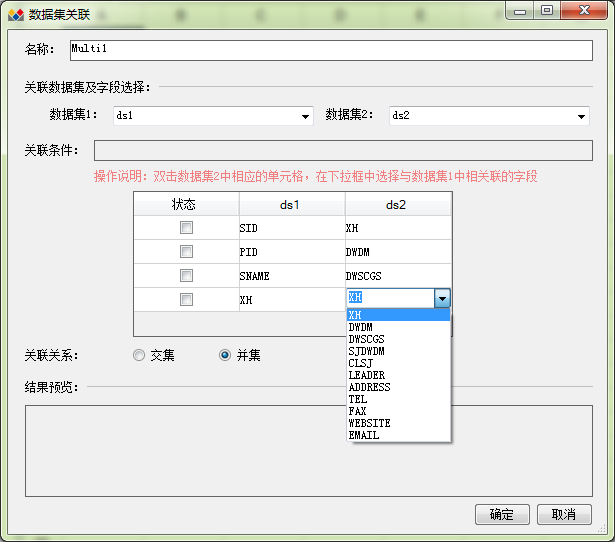 数据集关联
名称：
Multi1
关联数据集及字段选择：
数据集1： ds1 数据集2： ds2
关联条件：
操作说明：双击数据集2中相应的单元格，在下拉框中选择与数据集1中相关联的字段
状态 ds1 ds2
SID XH
PID DWDM
SNAME DWSCGS
XH XH
XH
DWDM
DWSCGS
SJDWDM
CLSJ
LEADER
ADDRESS
TEL
FAX
WEBSITE
EMAIL
关联关系： 交集 并集
结果预览：
确定 取消